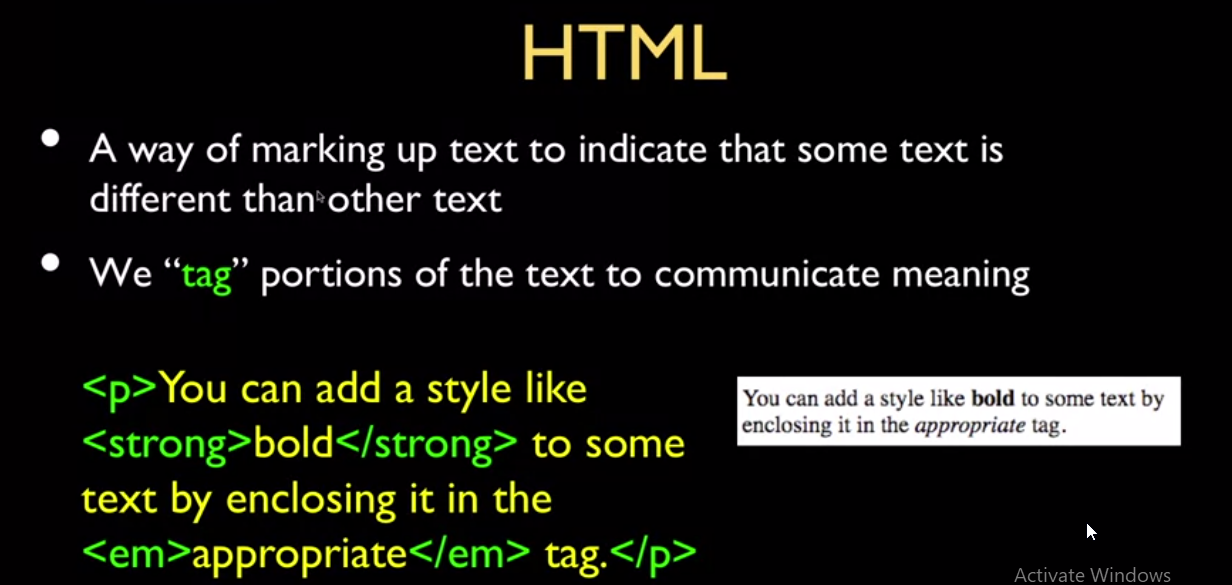 HTML
• A way of marking up text to indicate that some text is
different than other text
• We “tag” portions of the text to communicate meaning
<p>You can add a style like
<strong>bold</strong> to some
text by enclosing it in the
<em>appropriate</em> tag.</p>
You can add a style like bold to some text by
enclosing it in the appropriate tag.
Activate Windows